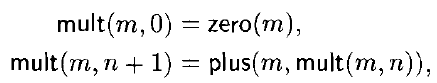 mult(m, 0) = zero(m),
mult(m, n + 1) = plus(m, mult(m, n)),